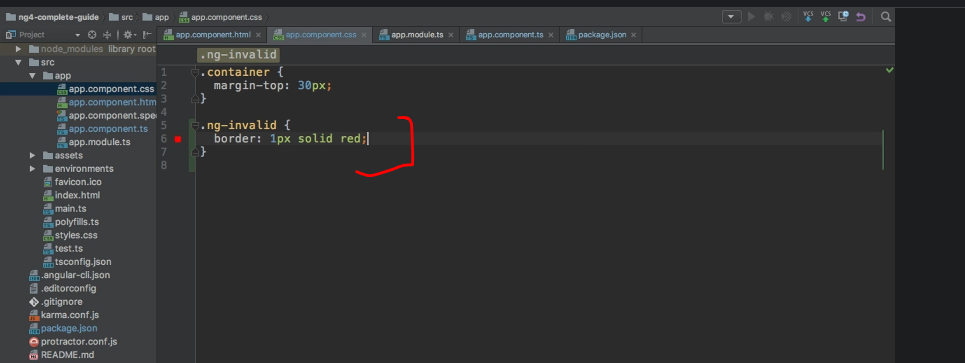 ng4-complete-guide src app app.component.css
Project
app.component.html app.component.css app.module.ts app.component.ts package.json
node_modules library root
src
app
app.component.css
app.component.htm
app.component.spe
app.component.ts
app.module.ts
assets
environments
favicon.ico
index.html
main.ts
polyfills.ts
styles.css
test.ts
tsconfig.json
.angular-cli.json
.editorconfig
.gitignore
karma.conf.js
package.json
protractor.conf.js
README.md
.ng-invalid
1 .container {
2 margin-top: 30px;
3 }
4
5 .ng-invalid {
6 border: 1px solid red;
7 }
8
VCS VCS